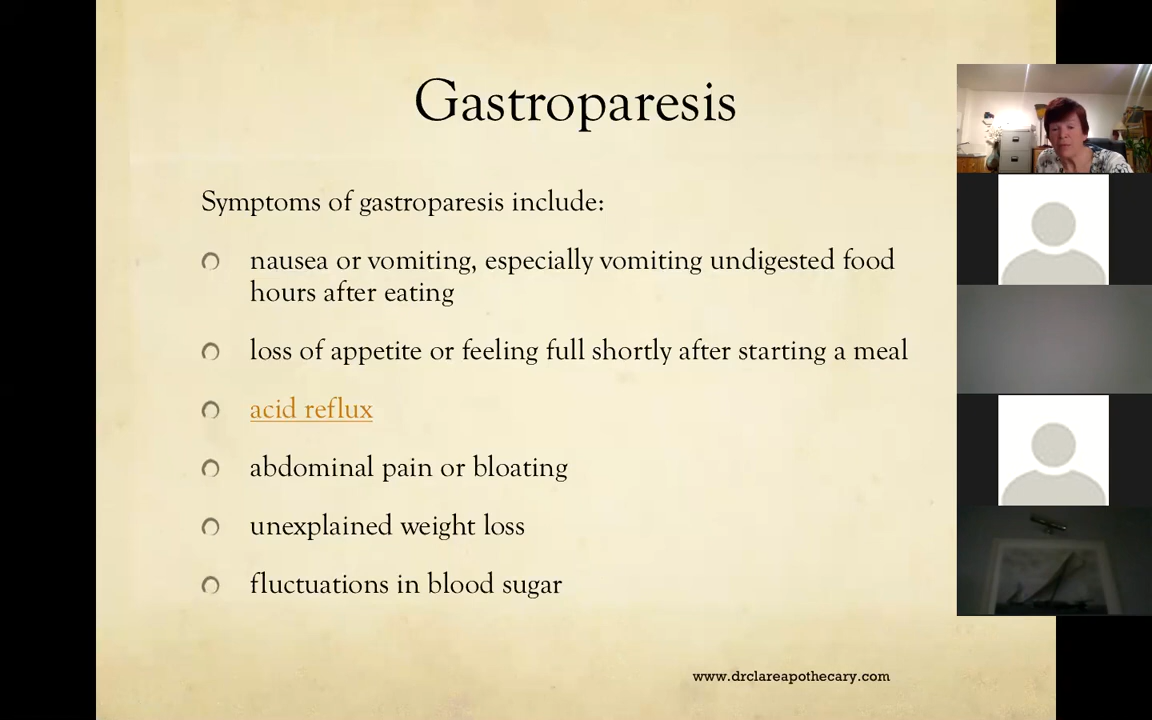 Gastroparesis
Symptoms of gastroparesis include:
nausea or vomiting, especially vomiting undigested food
hours after eating
loss of appetite or feeling full shortly after starting a meal
acid reflux
abdominal pain or bloating
unexplained weight loss
fluctuations in blood sugar
www.drclareapothecary.com